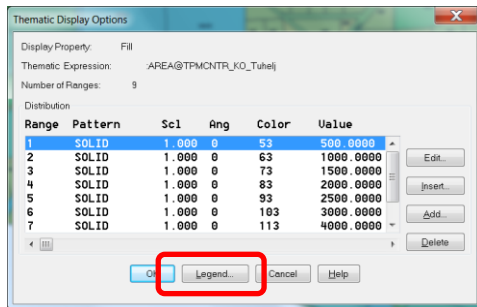 Thematic Display Options
Display Property: Fill
Thematic Expression: :AREA@TPMCNTR_KO_Tuhelj
Number of Ranges: 9
Distribution
Range Pattern Scl Ang Color Value
1 SOLID 1.000 0 53 500.0000
2 SOLID 1.000 0 63 1000.0000
3 SOLID 1.000 0 73 1500.0000
4 SOLID 1.000 0 83 2000.0000
5 SOLID 1.000 0 93 2500.0000
6 SOLID 1.000 0 103 3000.0000
7 SOLID 1.000 0 113 4000.0000
Edit...
Insert...
Add...
Delete
OK Legend... Cancel Help